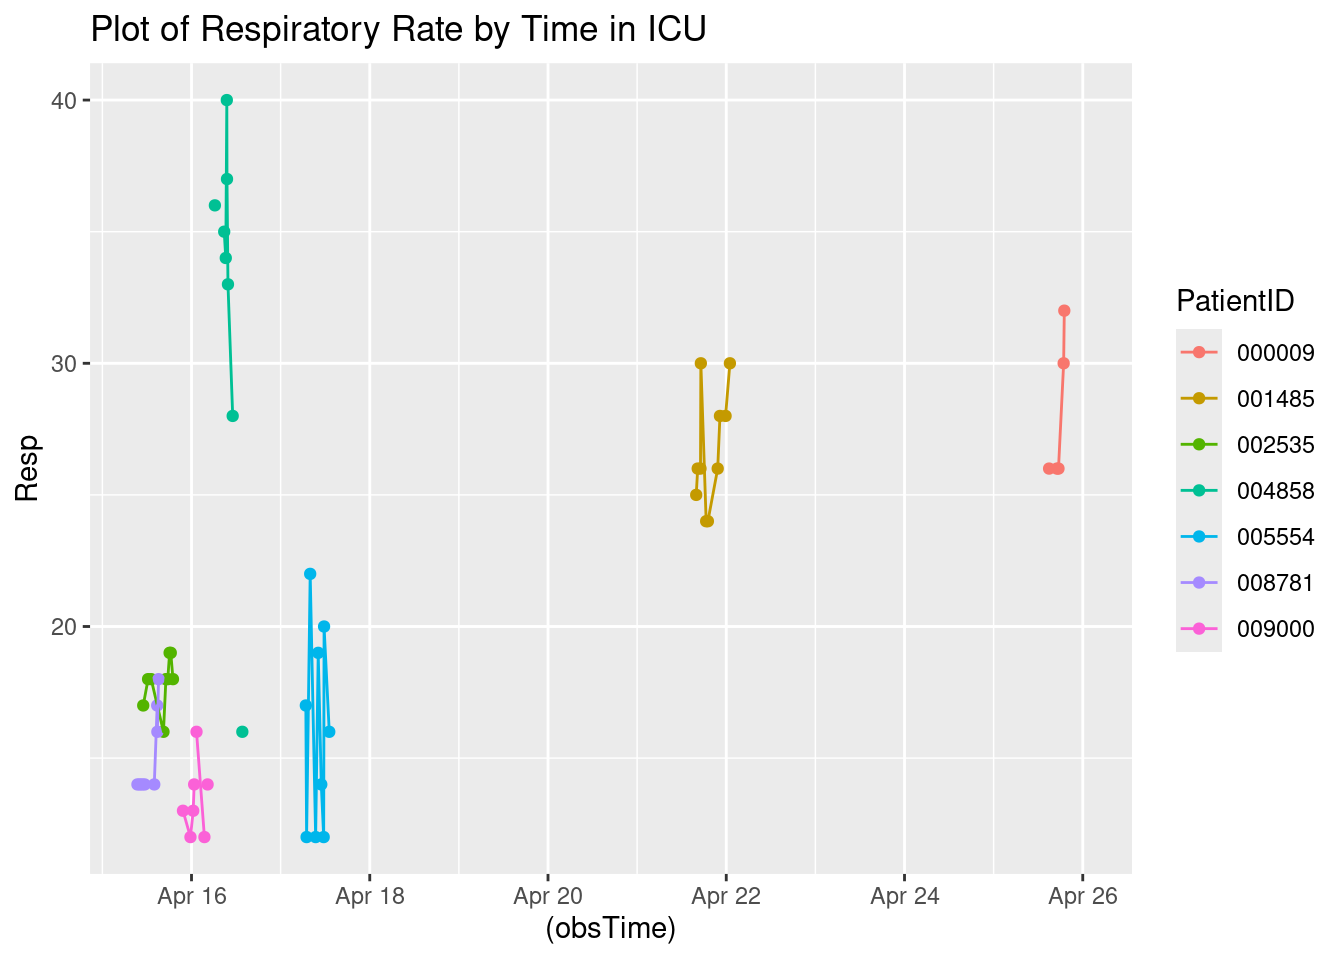 Plot of Respiratory Rate by Time in ICU
40
30
20
Resp
Apr 16
Apr 18
Apr 20
Apr 22
Apr 24
Apr 26
(obsTime)
PatientID
000009
001485
002535
004858
005554
008781
009000